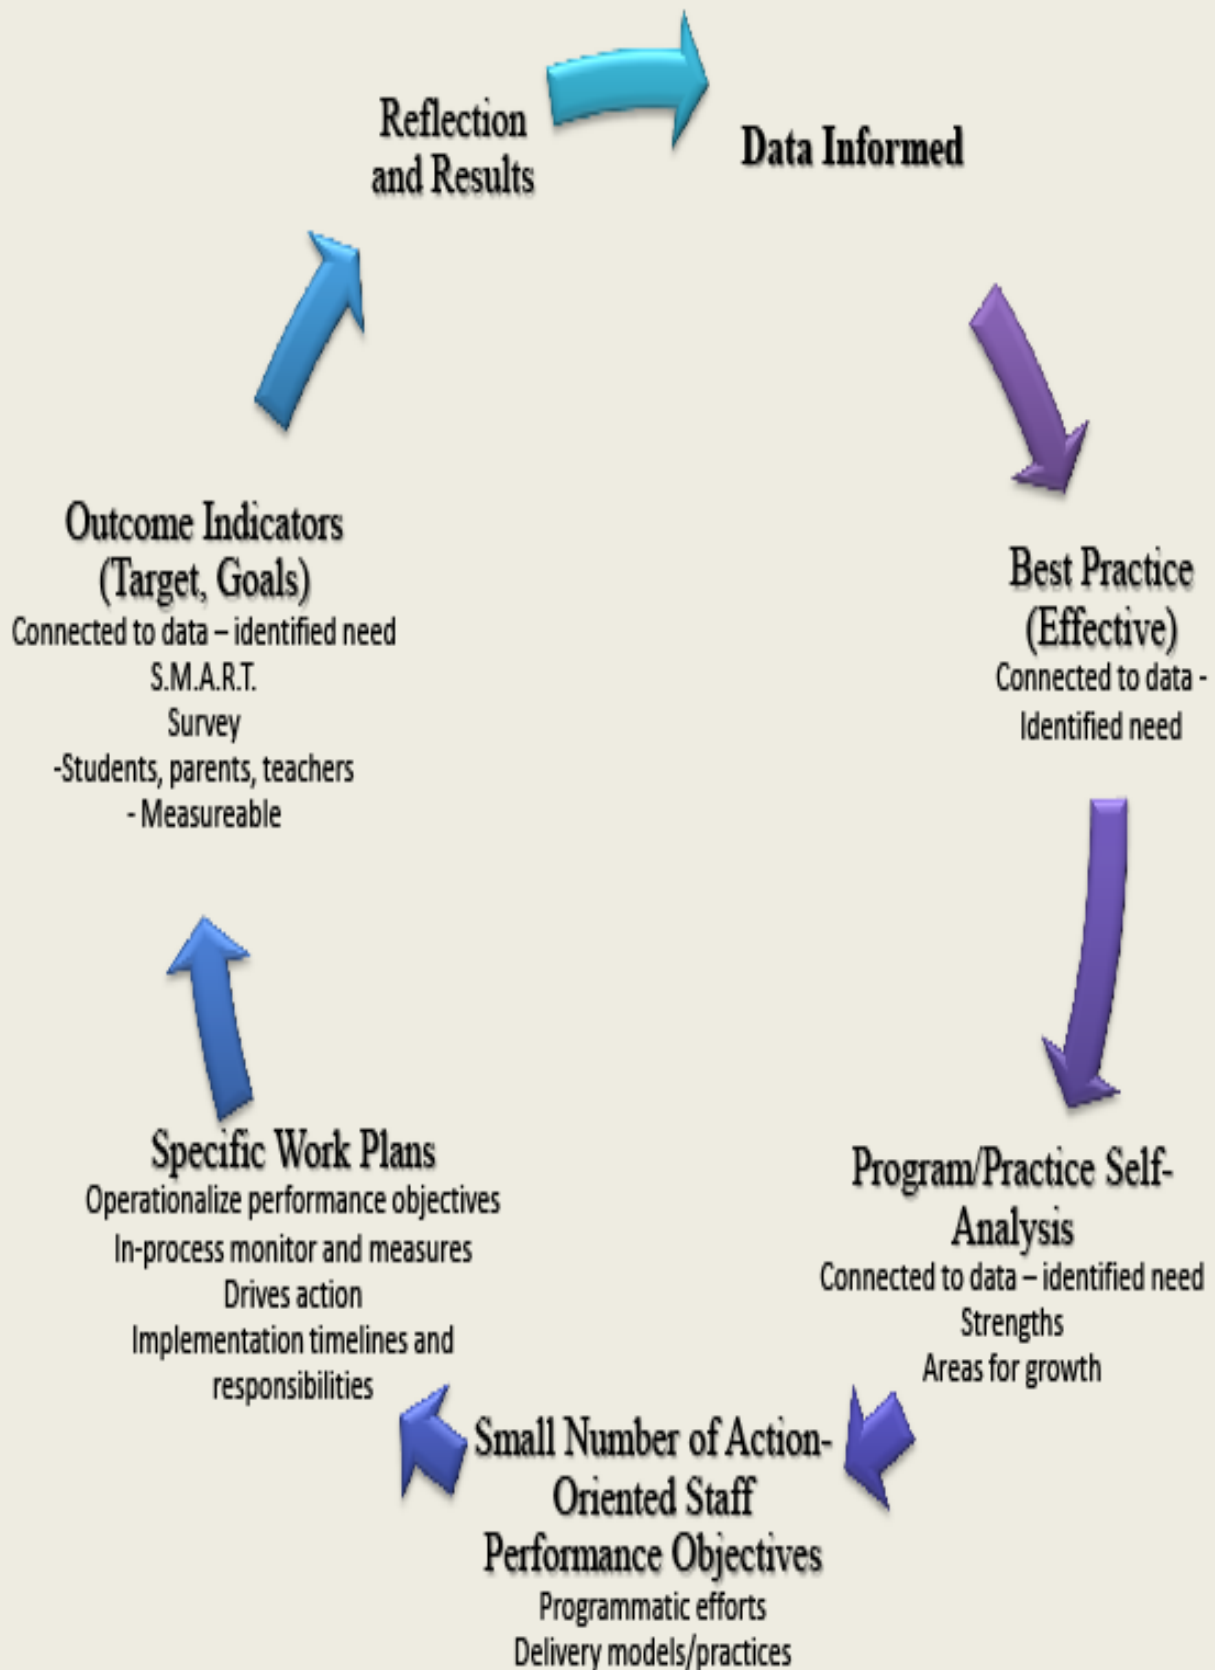 Reflection
and Results
Data Informed
Best Practice
(Effective)
Connected to data -
Identified need
Program/Practice Self-
Analysis
Connected to data – identified need
Strengths
Areas for growth
Small Number of Action-
Oriented Staff
Performance Objectives
Programmatic efforts
Delivery models/practices
Specific Work Plans
Operationalize performance objectives
In-process monitor and measures
Drives action
Implementation timelines and
responsibilities
Outcome Indicators
(Target, Goals)
Connected to data – identified need
S.M.A.R.T.
Survey
-Students, parents, teachers
- Measureable